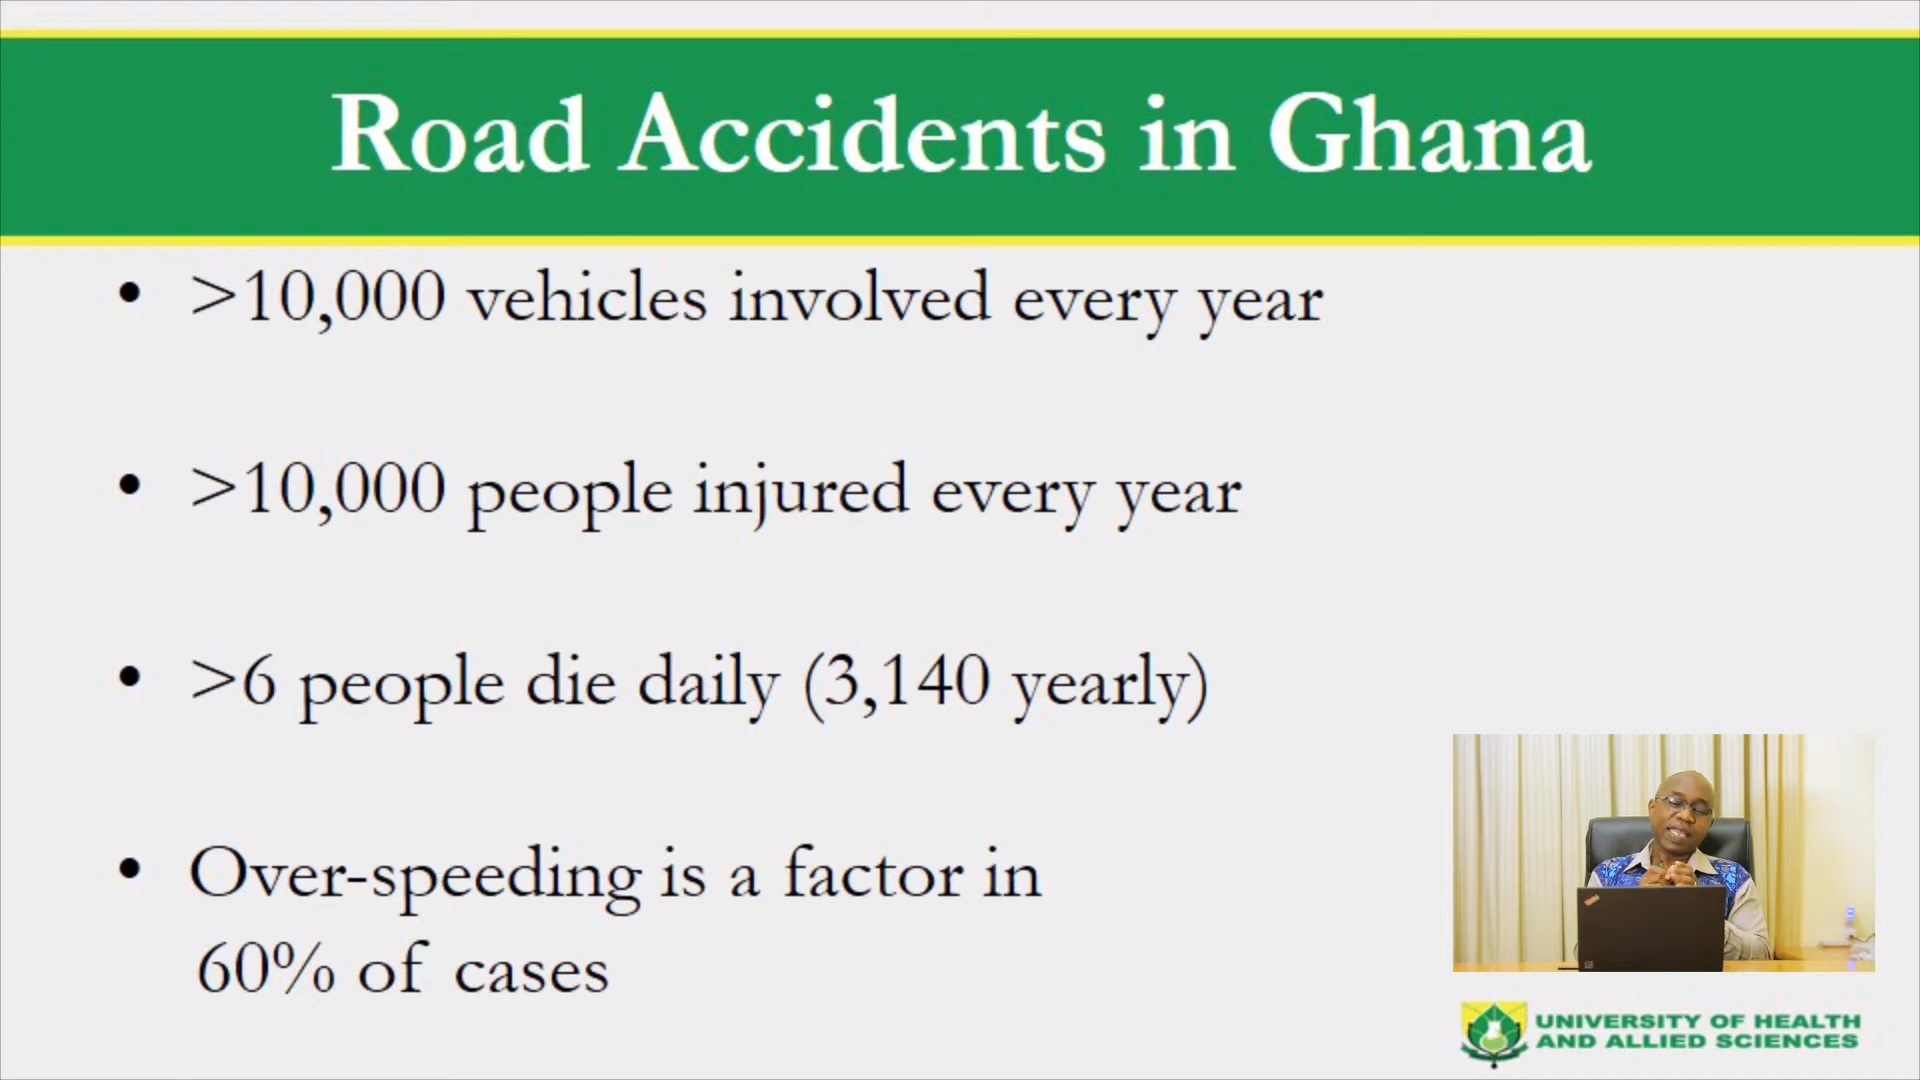 Road Accidents in Ghana
• >10,000 vehicles involved every year
• >10,000 people injured every year
• >6 people die daily (3,140 yearly)
• Over-speeding is a factor in
60% of cases
UNIVERSITY OF HEALTH
AND ALLIED SCIENCES